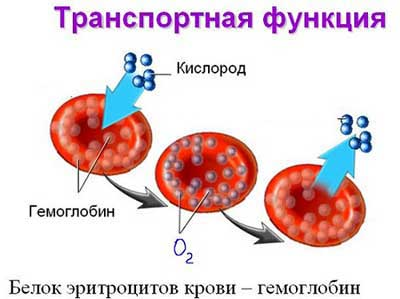 Транспортная функция
Кислород
Гемоглобин
O₂
Белок эритроцитов крови – гемоглобин